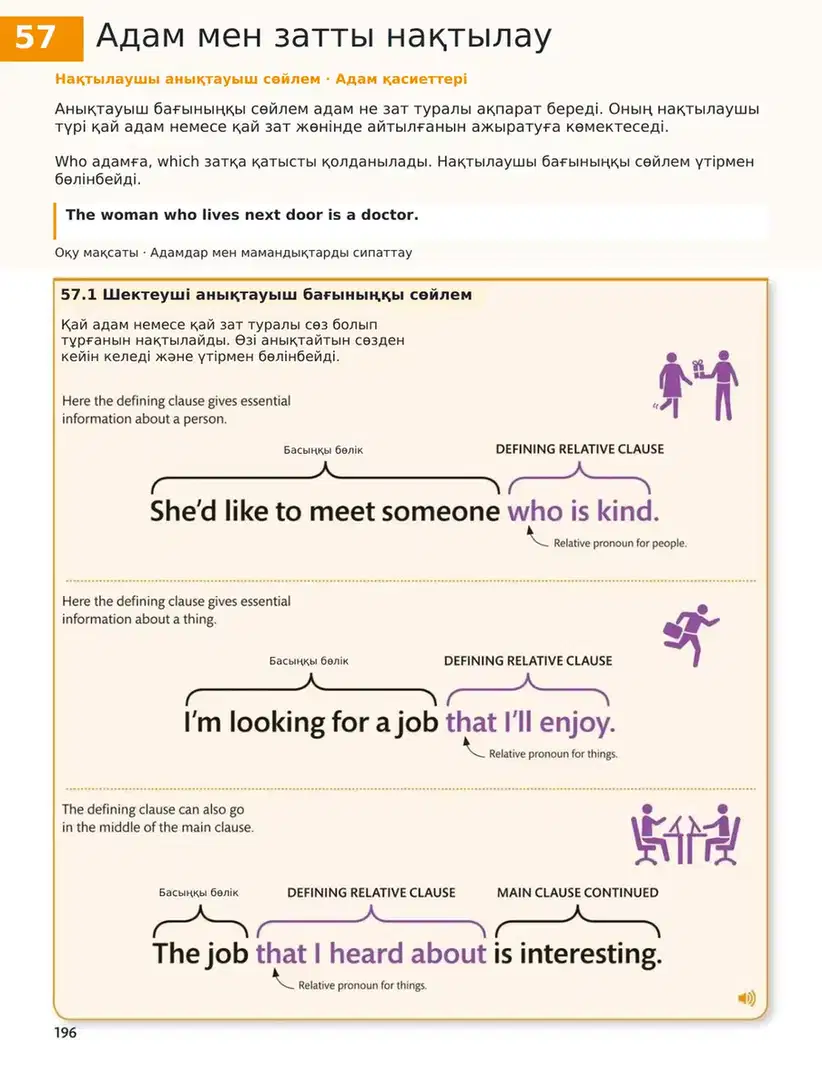 57
Адам мен затты нақтылау
Нақтылаушы анықтауыш сөйлем · Адам қасиеттері
Анықтауыш бағыныңқы сөйлем адам не зат туралы ақпарат береді. Оның нақтылаушы
түрі қай адам немесе қай зат жөнінде айтылғанын ажыратуға көмектеседі.
Who адамға, which затқа қатысты қолданылады. Нақтылаушы бағыныңқы сөйлем үтірмен
бөлінбейді.
The woman who lives next door is a doctor.
Оқу мақсаты · Адамдар мен мамандықтарды сипаттау
57.1 Шектеуші анықтауыш бағыныңқы сөйлем
Қай адам немесе қай зат туралы сөз болып
тұрғанын нақтылайды. Өзі анықтайтын сөзден
кейін келеді және үтірмен бөлінбейді.
Here the defining clause gives essential
information about a person.
Басыңқы бөлік DEFINING RELATIVE CLAUSE
She'd like to meet someone who is kind.
Relative pronoun for people.
Here the defining clause gives essential
information about a thing.
Басыңқы бөлік DEFINING RELATIVE CLAUSE
I'm looking for a job that I'll enjoy.
Relative pronoun for things.
The defining clause can also go
in the middle of the main clause.
Басыңқы бөлік DEFINING RELATIVE CLAUSE MAIN CLAUSE CONTINUED
The job that I heard about is interesting.
Relative pronoun for things.
196